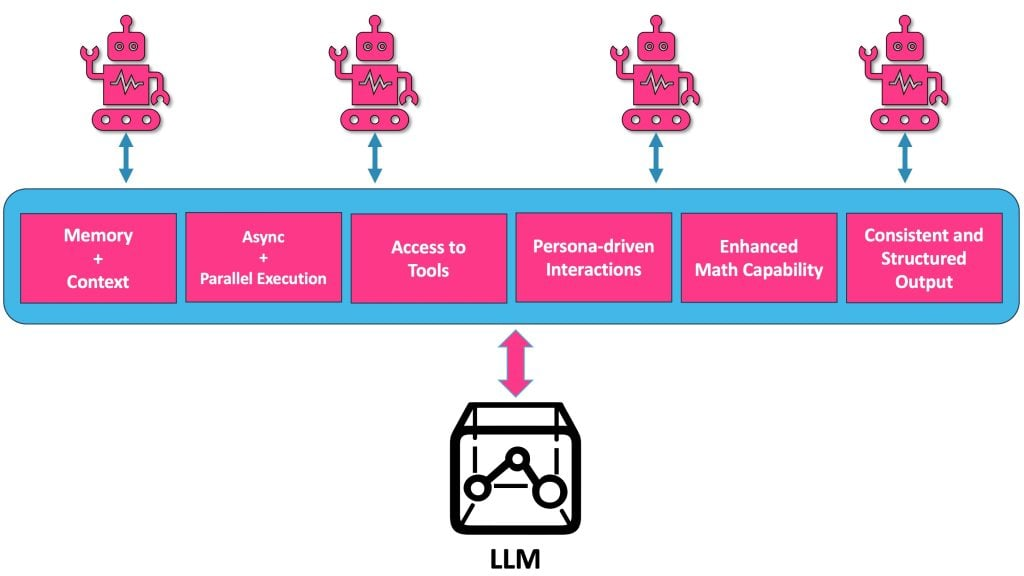 Memory
+
Context
Async
+
Parallel Execution
Access to
Tools
Persona-driven
Interactions
Enhanced
Math Capability
Consistent and
Structured
Output
LLM